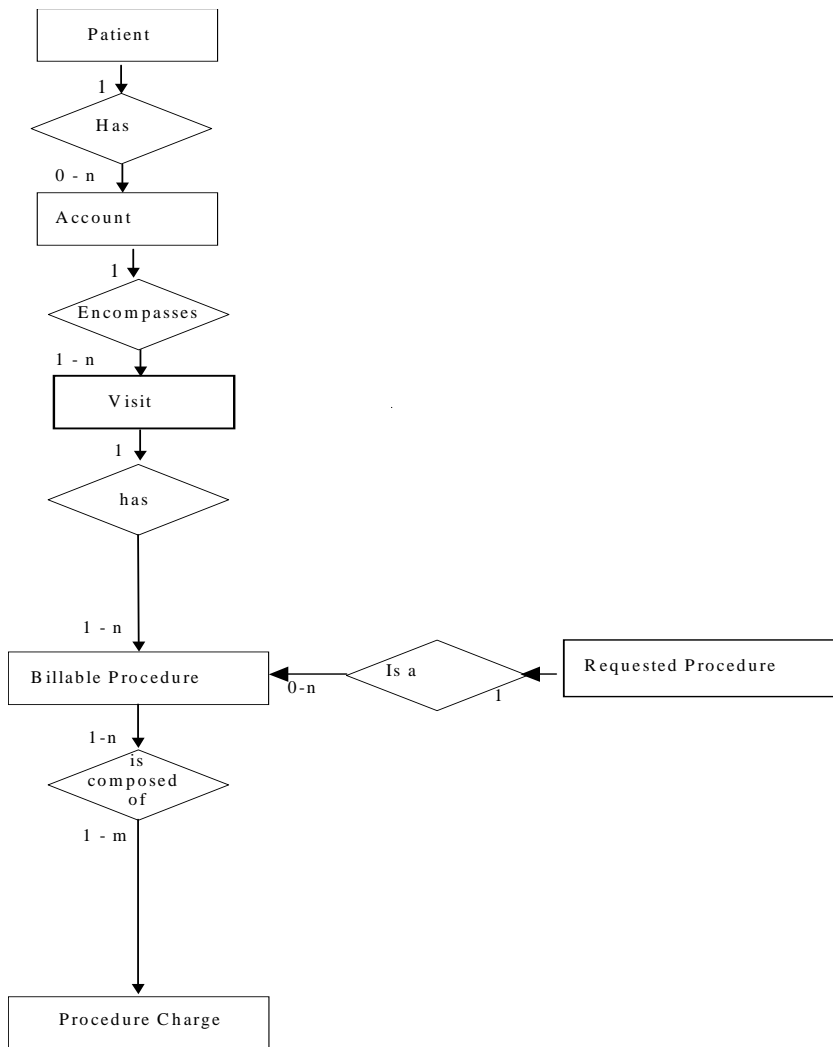 Patient
1
Has
0 - n
Account
1
Encompasses
1 - n
Visit
1
has
1 - n
Billable Procedure
0-n
Is a
1
Requested Procedure
1-n
is
composed
of
1 - m
Procedure Charge